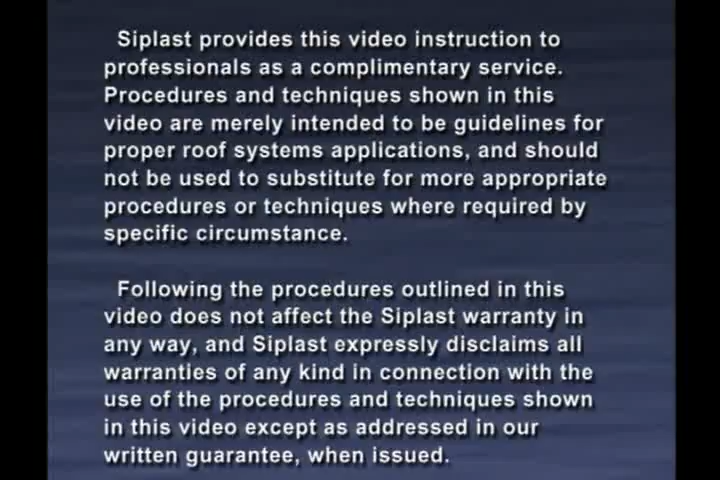 Siplast provides this video instruction to
professionals as a complimentary service.
Procedures and techniques shown in this
video are merely intended to be guidelines for
proper roof systems applications, and should
not be used to substitute for more appropriate
procedures or techniques where required by
specific circumstance.
Following the procedures outlined in this
video does not affect the Siplast warranty in
any way, and Siplast expressly disclaims all
warranties of any kind in connection with the
use of the procedures and techniques shown
in this video except as addressed in our
written guarantee, when issued.